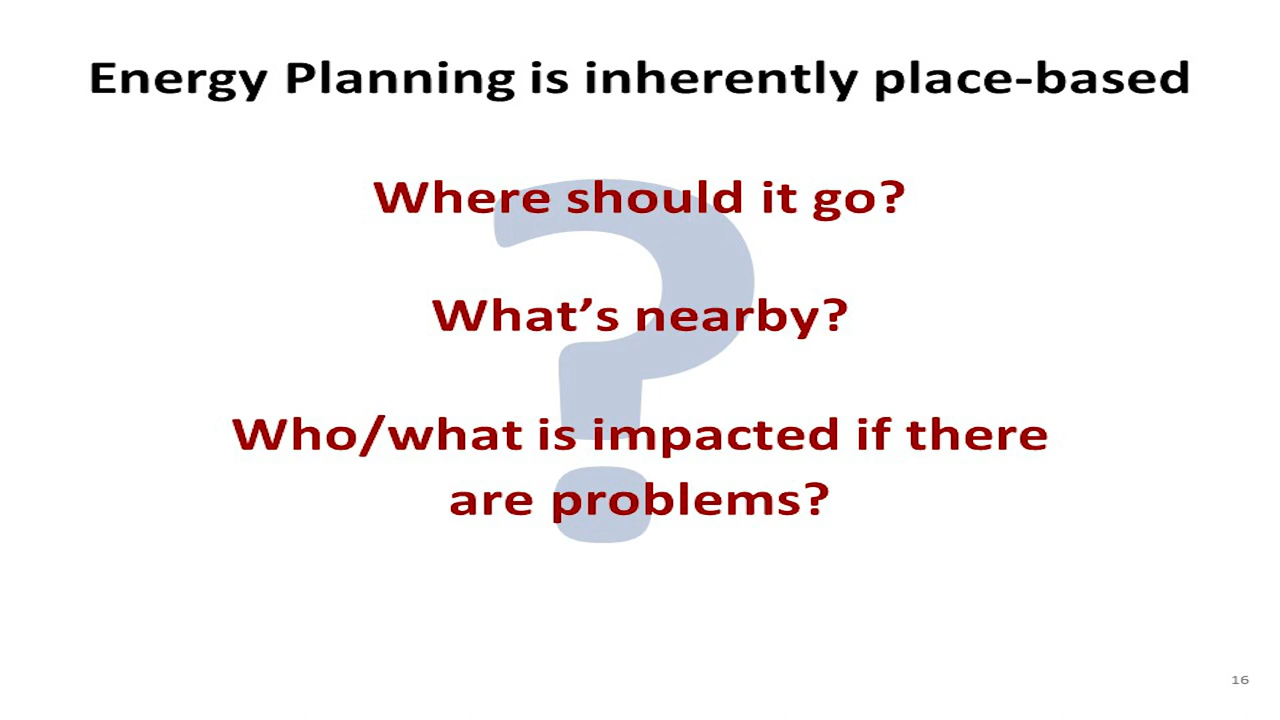 Energy Planning is inherently place-based
Where should it go?
What’s nearby?
Who/what is impacted if there
are problems?
?
16